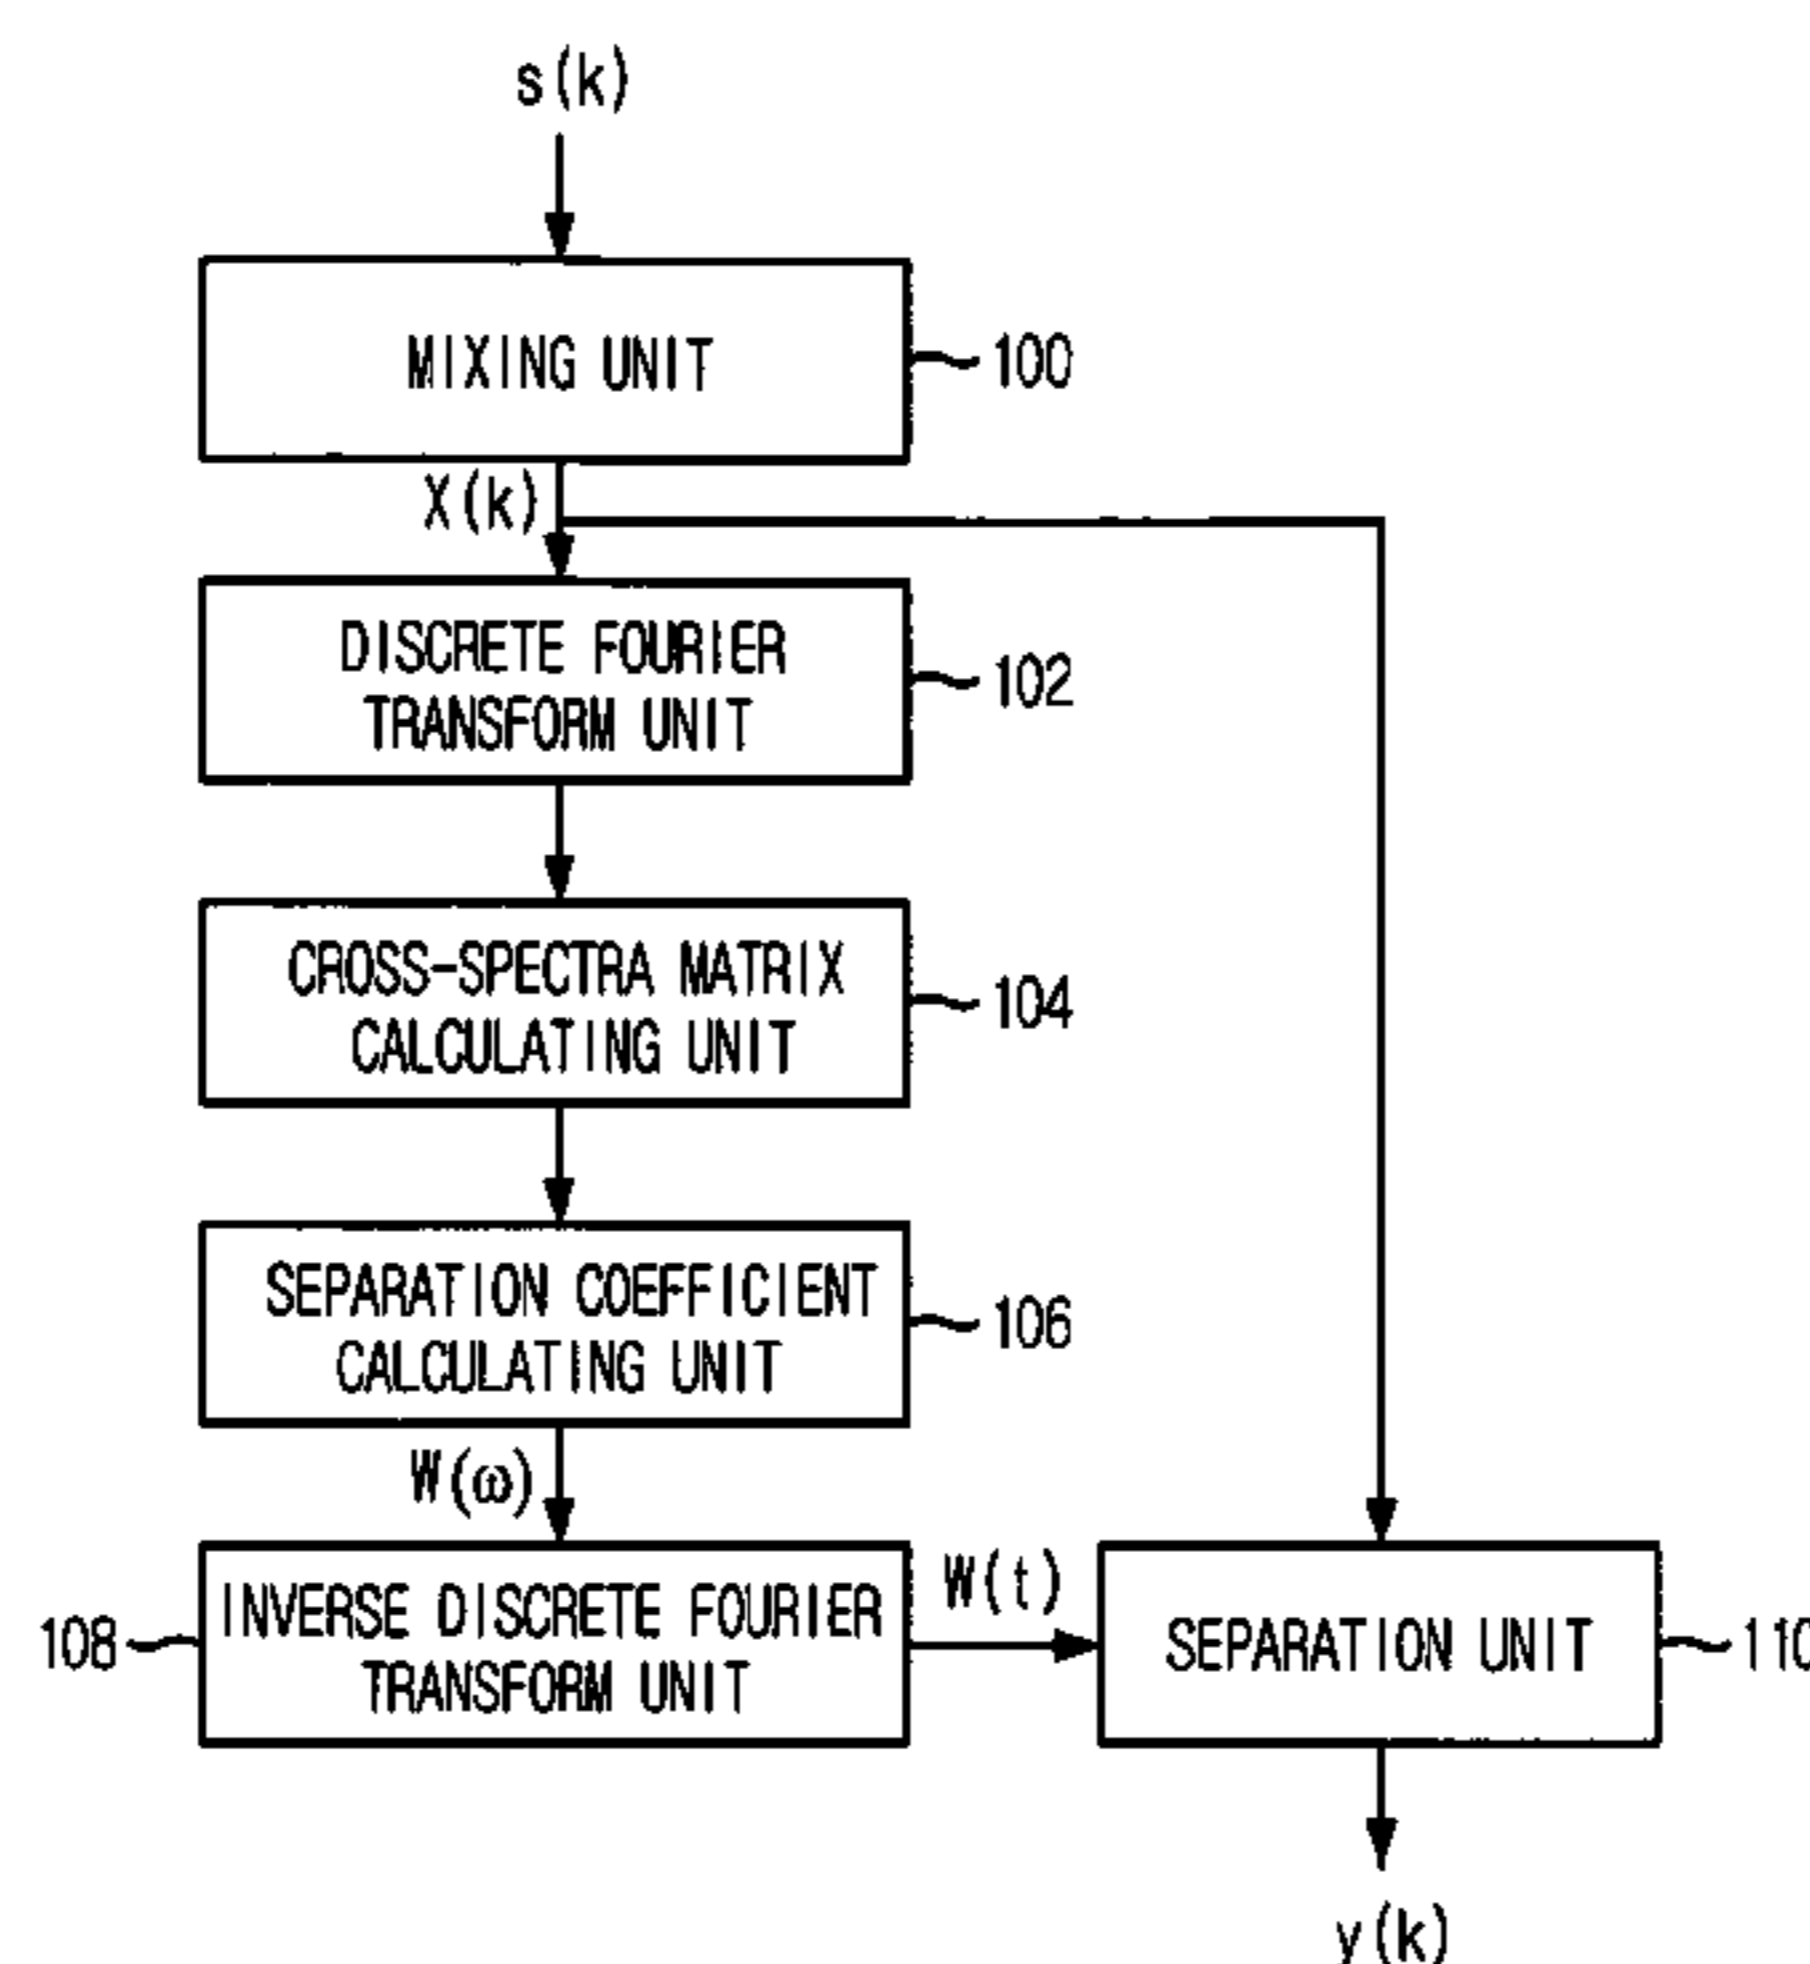 s(k)
MIXING UNIT
100
X(k)
DISCRETE FOURIER
TRANSFORM UNIT
102
CROSS-SPECTRA MATRIX
CALCULATING UNIT
104
SEPARATION COEFFICIENT
CALCULATING UNIT
106
W(ω)
108
INVERSE DISCRETE FOURIER
TRANSFORM UNIT
W(t)
SEPARATION UNIT
110
y(k)